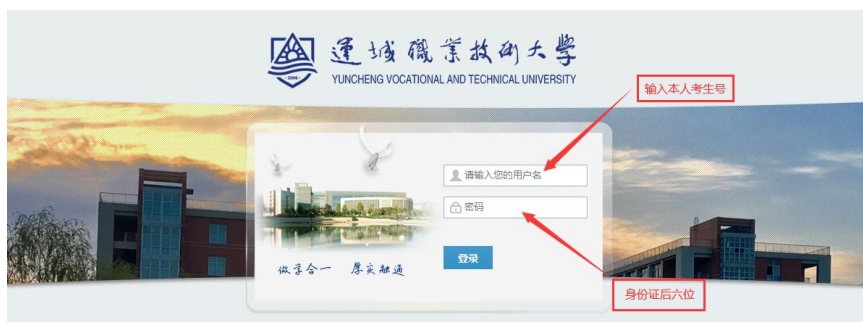 運城職業技術大學
YUNCHENG VOCATIONAL AND TECHNICAL UNIVERSITY
-2006-
输入本人考生号
请输入您的用户名
密码
登录
做学合一 厚实融通
身份证后六位